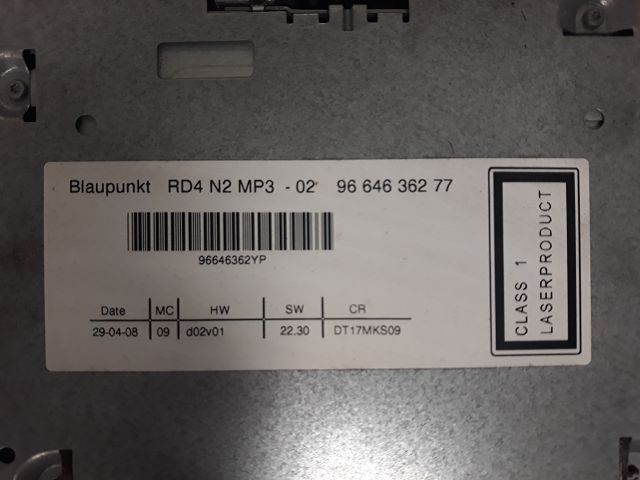 Blaupunkt RD4 N2 MP3 - 02 96 646 362 77
96646362YP
Date MC HW SW CR
29-04-08 09 d02v01 22.30 DT17MKS09
CLASS 1
LASERPRODUCT